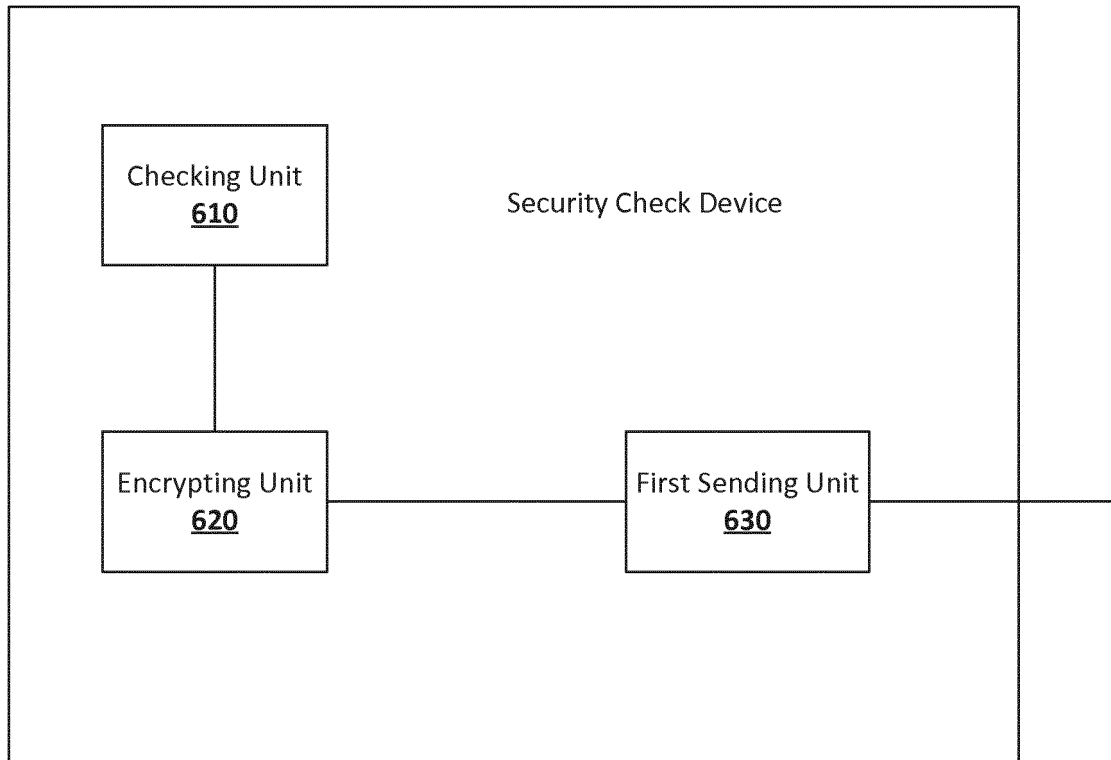 Checking Unit
610
Security Check Device
Encrypting Unit
620
First Sending Unit
630